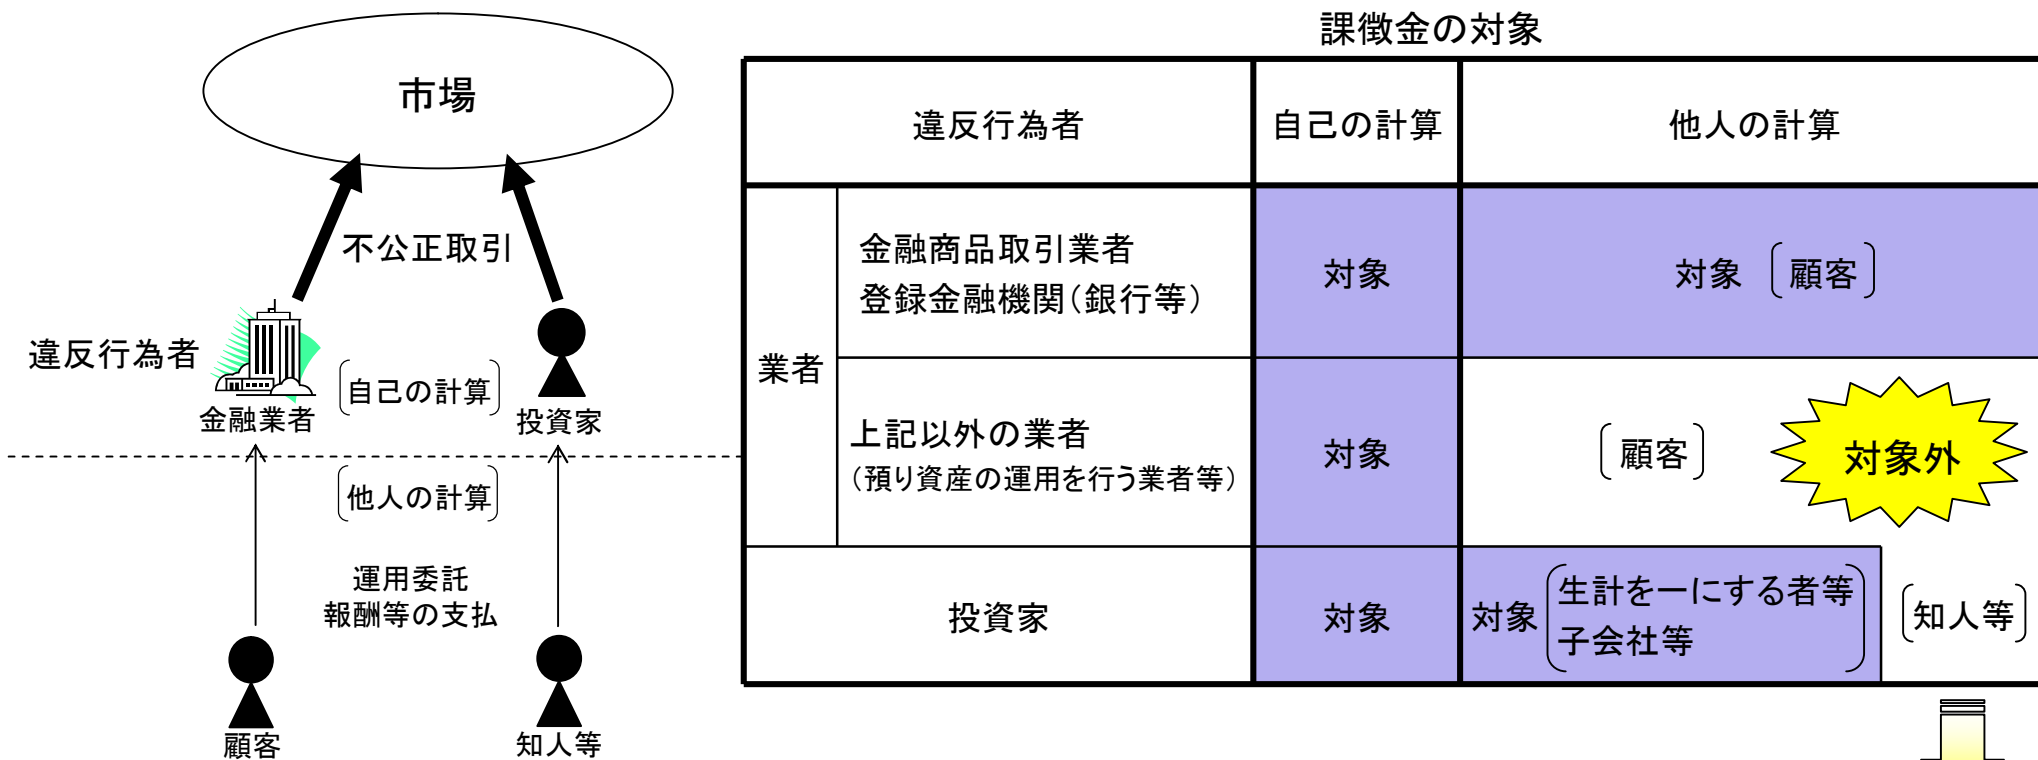 課徴金の対象
市場
不公正取引
違反行為者
金融業者
〔自己の計算〕
投資家
〔他人の計算〕
運用委託
報酬等の支払
顧客
知人等
違反行為者
自己の計算
他人の計算
業者
金融商品取引業者
登録金融機関(銀行等)
対象
対象 〔顧客〕
上記以外の業者
(預り資産の運用を行う業者等)
対象
〔顧客〕
対象外
投資家
対象
対象
生計を一にする者等
子会社等
〔知人等〕